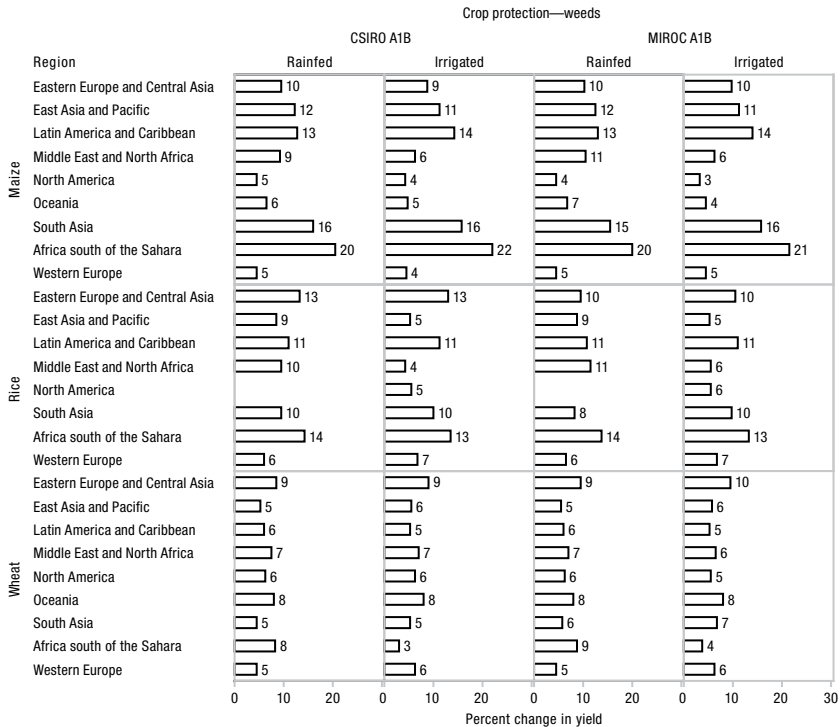 Crop protection—weeds
CSIRO A1B MIROC A1B
Region Rainfed Irrigated Rainfed Irrigated
Maize
Eastern Europe and Central Asia 10 9 10 10
East Asia and Pacific 12 11 12 11
Latin America and Caribbean 13 14 13 14
Middle East and North Africa 9 6 11 6
North America 5 4 4 3
Oceania 6 5 7 4
South Asia 16 16 15 16
Africa south of the Sahara 20 22 20 21
Western Europe 5 4 5 5
Rice
Eastern Europe and Central Asia 13 13 10 10
East Asia and Pacific 9 5 9 5
Latin America and Caribbean 11 11 11 11
Middle East and North Africa 10 4 11 6
North America 5 6
South Asia 10 10 8 10
Africa south of the Sahara 14 13 14 13
Western Europe 6 7 6 7
Wheat
Eastern Europe and Central Asia 9 9 9 10
East Asia and Pacific 5 6 5 6
Latin America and Caribbean 6 5 6 5
Middle East and North Africa 7 7 7 6
North America 6 6 6 5
Oceania 8 8 8 8
South Asia 5 5 6 7
Africa south of the Sahara 8 3 9 4
Western Europe 5 6 5 6
0 10 20 0 10 20 0 10 20 0 10 20 30
Percent change in yield